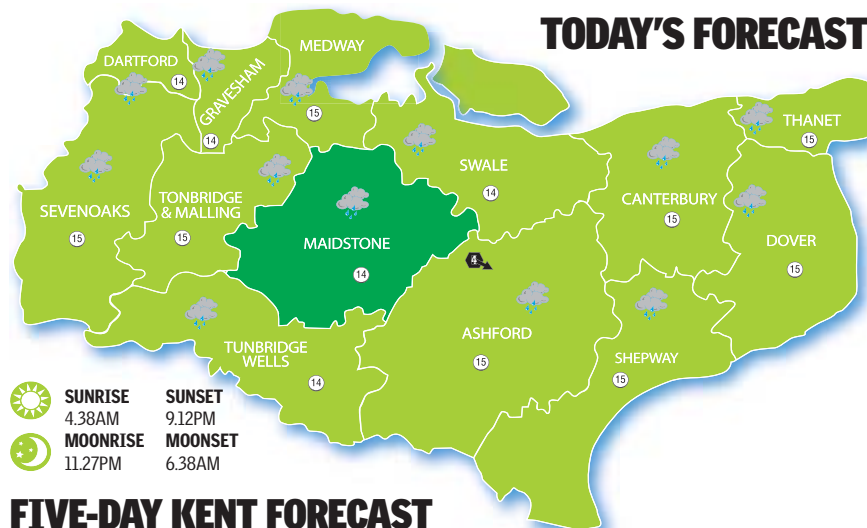 TODAY'S FORECAST
MEDWAY
DARTFORD
14
GRAVESHAM
14
15
THANET
15
SWALE
14
TONBRIDGE
& MALLING
15
SEVENOAKS
15
CANTERBURY
15
MAIDSTONE
14
DOVER
15
4
ASHFORD
15
TUNBRIDGE
WELLS
14
SHEPWAY
15
SUNRISE SUNSET
4.38AM 9.12PM
MOONRISE MOONSET
11.27PM 6.38AM
FIVE-DAY KENT FORECAST